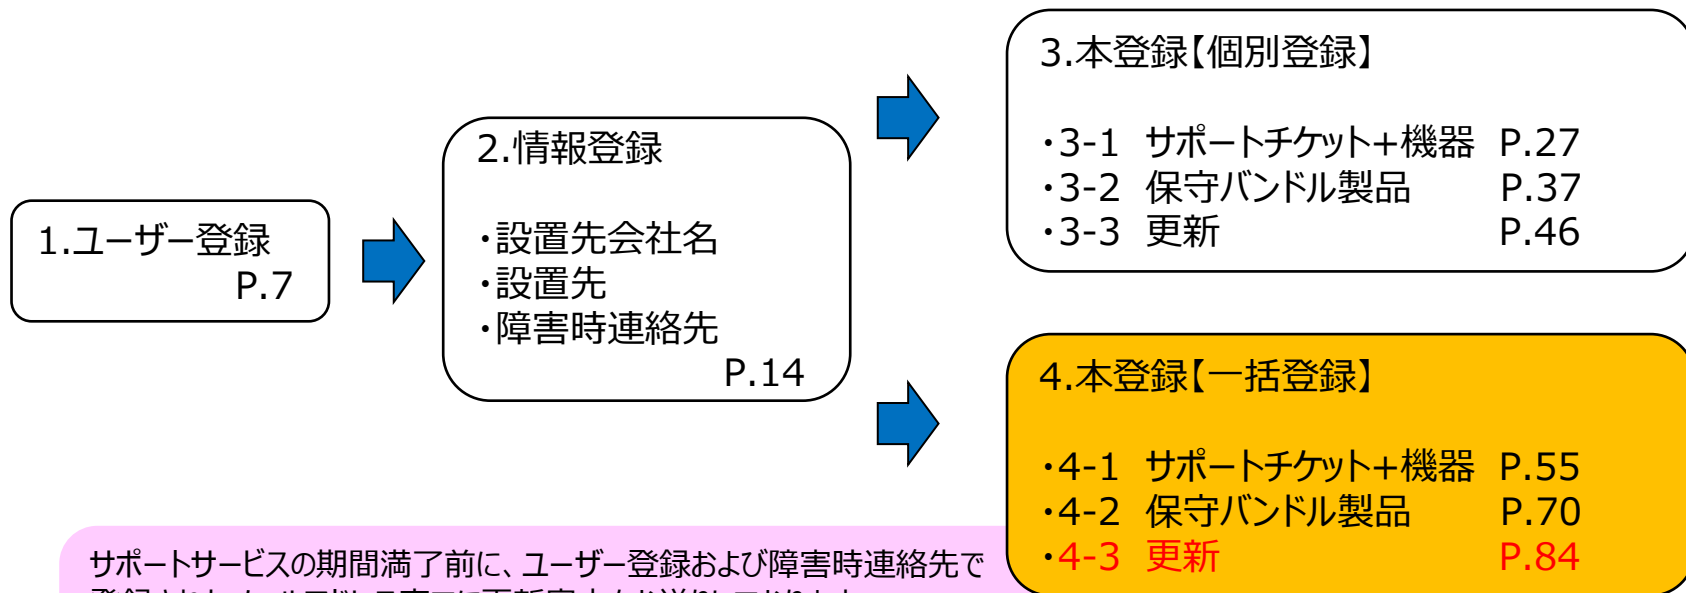 1.ユーザー登録
P.7
2.情報登録
・設置先会社名
・設置先
・障害時連絡先
P.14
3.本登録【個別登録】
・3-1 サポートチケット+機器 P.27
・3-2 保守バンドル製品 P.37
・3-3 更新 P.46
4.本登録【一括登録】
・4-1 サポートチケット+機器 P.55
・4-2 保守バンドル製品 P.70
・4-3 更新 P.84
サポートサービスの期間満了前に、ユーザー登録および障害時連絡先で